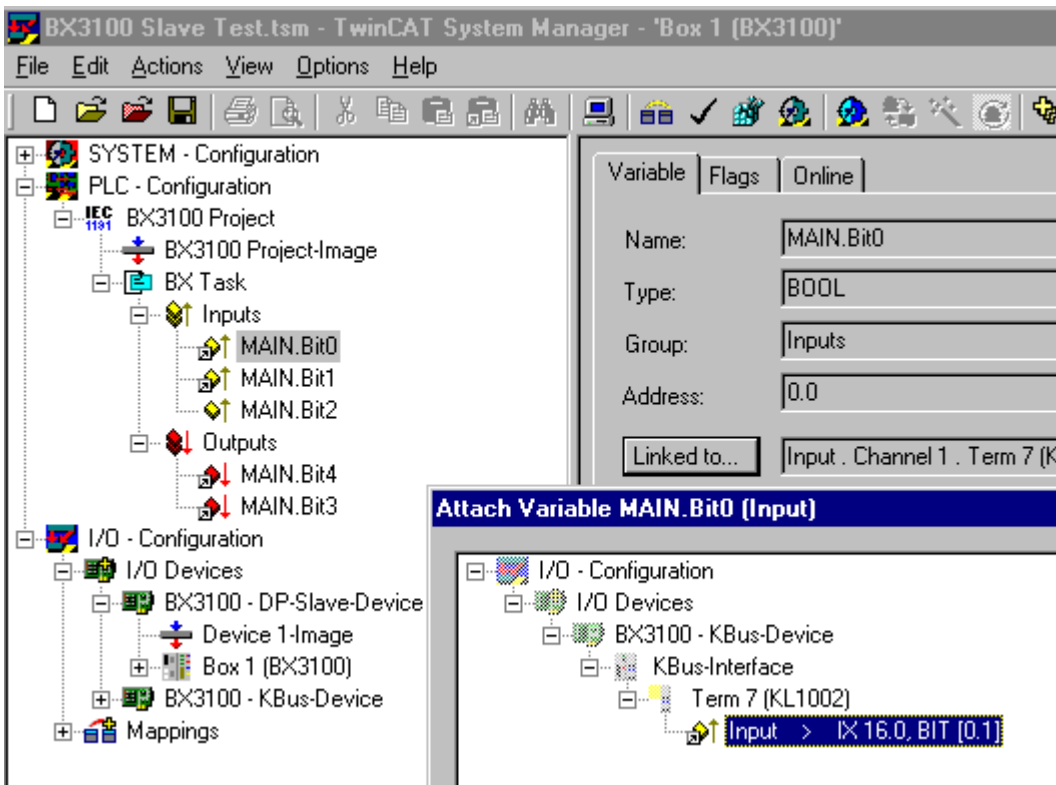 BX3100 Slave Test.tsm - TwinCAT System Manager - 'Box 1 (BX3100)'
File Edit Actions View Options Help
SYSTEM - Configuration
PLC - Configuration
IEC 1131 BX3100 Project
BX3100 Project-Image
BX Task
Inputs
MAIN.Bit0
MAIN.Bit1
MAIN.Bit2
Outputs
MAIN.Bit4
MAIN.Bit3
I/O - Configuration
I/O Devices
BX3100 - DP-Slave-Device
Device 1-Image
Box 1 (BX3100)
BX3100 - KBus-Device
Mappings
Variable Flags Online
Name: MAIN.Bit0
Type: BOOL
Group: Inputs
Address: 0.0
Linked to... Input . Channel 1 . Term 7 (K
Attach Variable MAIN.Bit0 (Input)
I/O - Configuration
I/O Devices
BX3100 - KBus-Device
KBus-Interface
Term 7 (KL1002)
Input > IX 16.0, BIT [0.1]